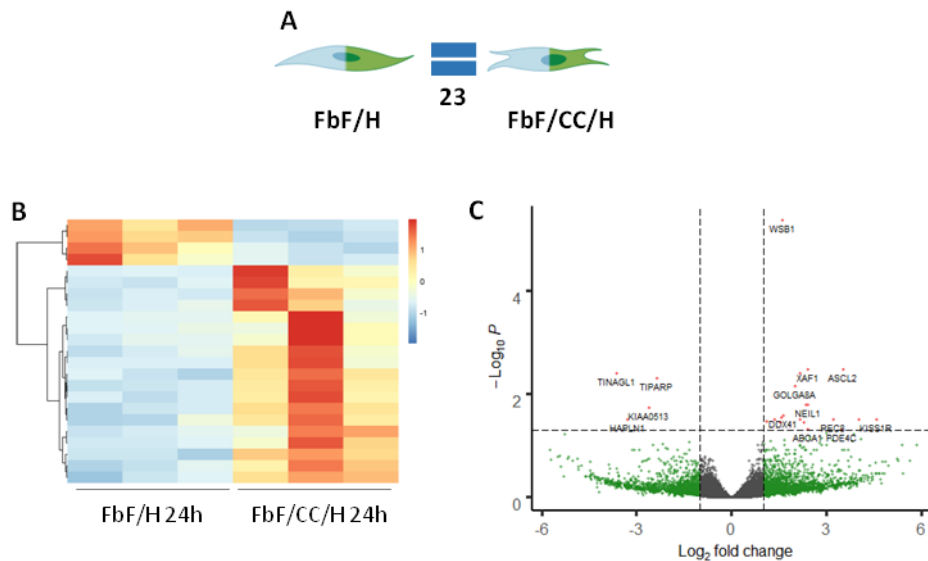 A
23
FbF/H
FbF/CC/H
B
1
0
-1
FbF/H 24h
FbF/CC/H 24h
C
WSB1
4
−Log10 P
TINAGL1
TIPARP
XAF1
ASCL2
GOLGA8A
2
KIAA0513
NEIL1
HAPLN1
DDX41
REC8
KISS1R
ABCA1
PDE4C
0
-6
-3
0
3
6
Log2 fold change